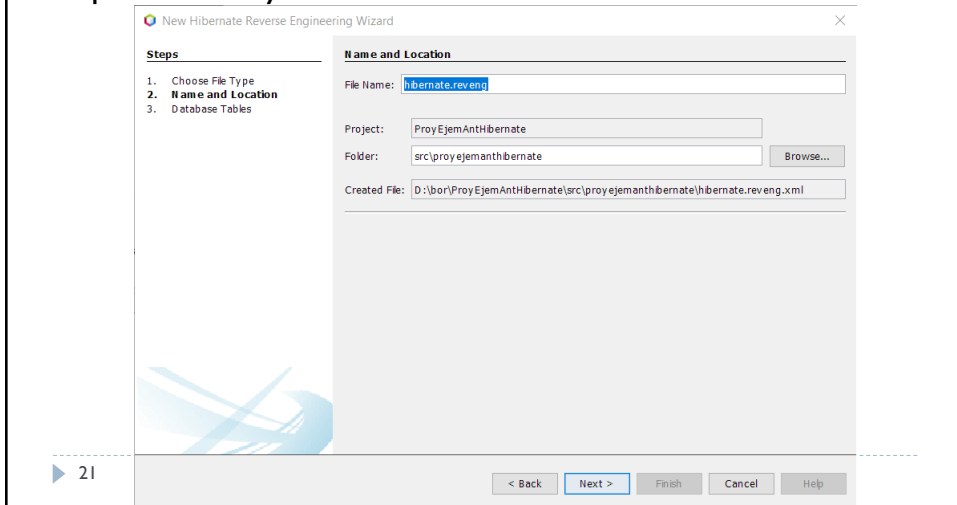 New Hibernate Reverse Engineering Wizard
Steps
1. Choose File Type
2. Name and Location
3. Database Tables
Name and Location
File Name: hibernate.reveng
Project: ProyEjemAntHibernate
Folder: src\proyejemanthibernate Browse...
Created File: D:\bor\ProyEjemAntHibernate\src\proyejemanthibernate\hibernate.reveng.xml
21
< Back Next > Finish Cancel Help